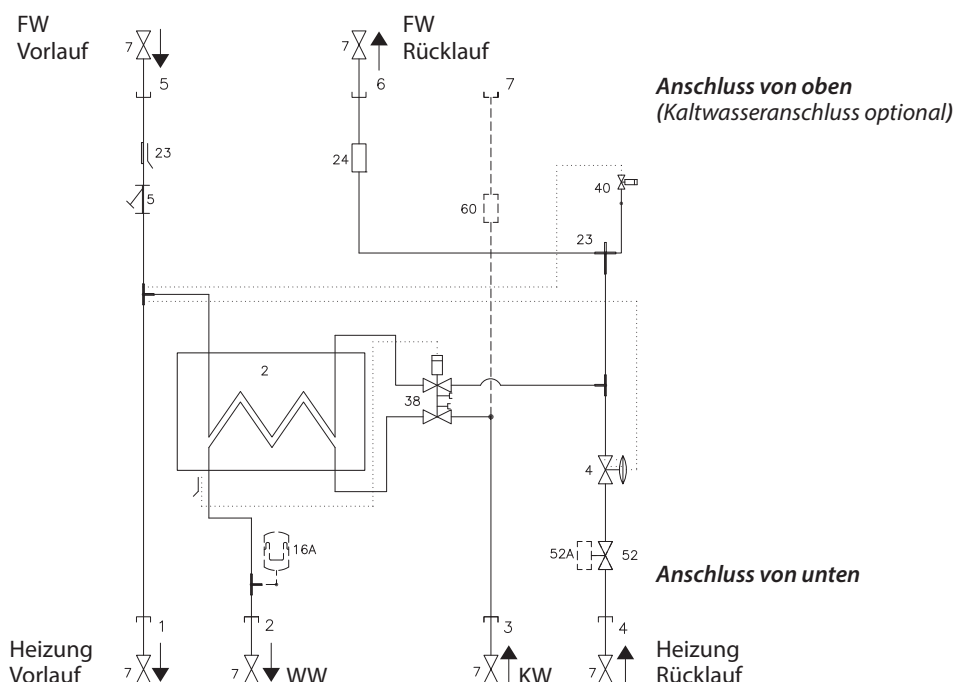 FW
Vorlauf
7
FW
Rücklauf
7
5
6
7
Anschluss von oben
(Kaltwasseranschluss optional)
23
24
5
40
60
23
2
38
4
16A
52A
52
Anschluss von unten
1
2
3
4
Heizung
Vorlauf
7
7
WW
7
KW
7
Heizung
Rücklauf